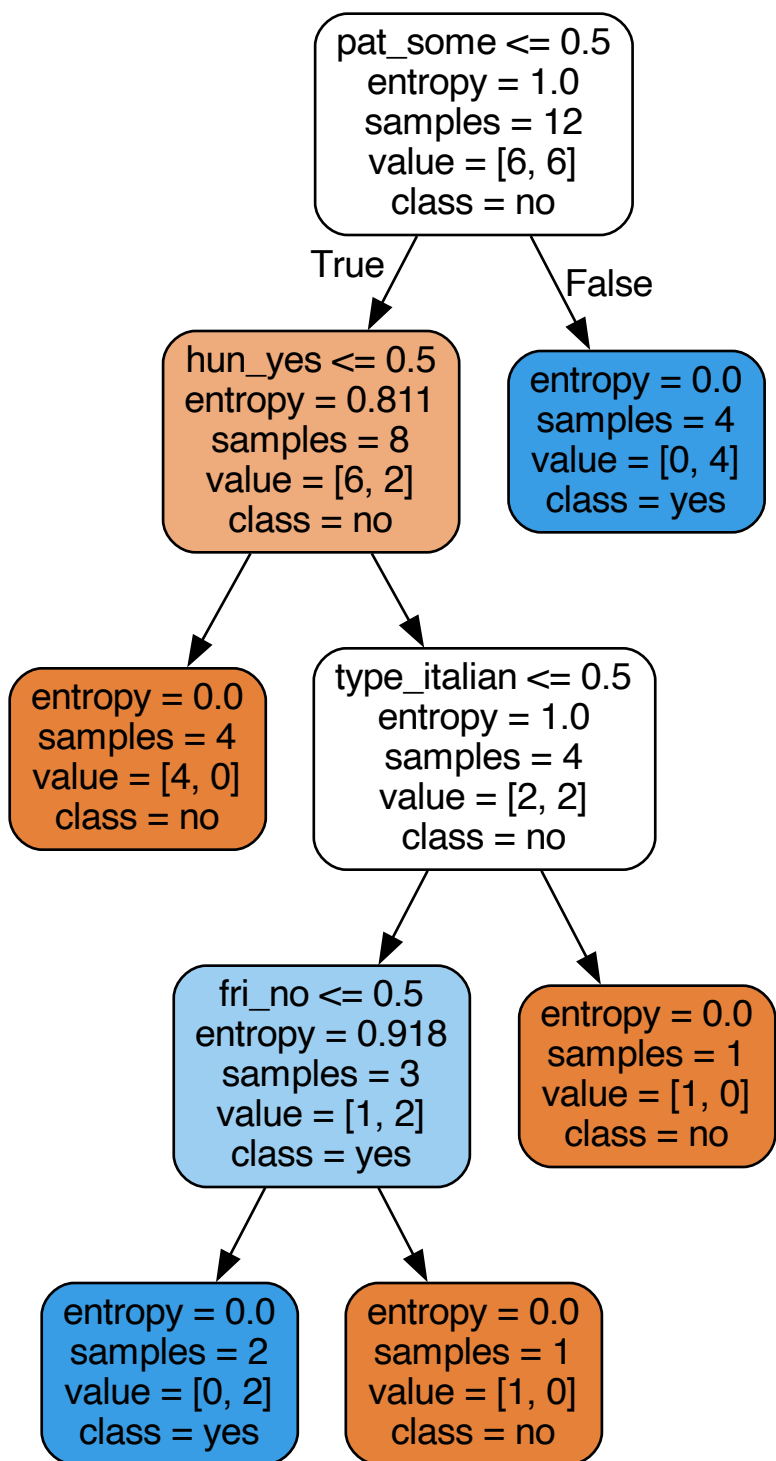 pat_some <= 0.5
entropy = 1.0
samples = 12
value = [6, 6]
class = no
True
False
hun_yes <= 0.5
entropy = 0.811
samples = 8
value = [6, 2]
class = no
entropy = 0.0
samples = 4
value = [0, 4]
class = yes
entropy = 0.0
samples = 4
value = [4, 0]
class = no
type_italian <= 0.5
entropy = 1.0
samples = 4
value = [2, 2]
class = no
fri_no <= 0.5
entropy = 0.918
samples = 3
value = [1, 2]
class = yes
entropy = 0.0
samples = 1
value = [1, 0]
class = no
entropy = 0.0
samples = 2
value = [0, 2]
class = yes
entropy = 0.0
samples = 1
value = [1, 0]
class = no